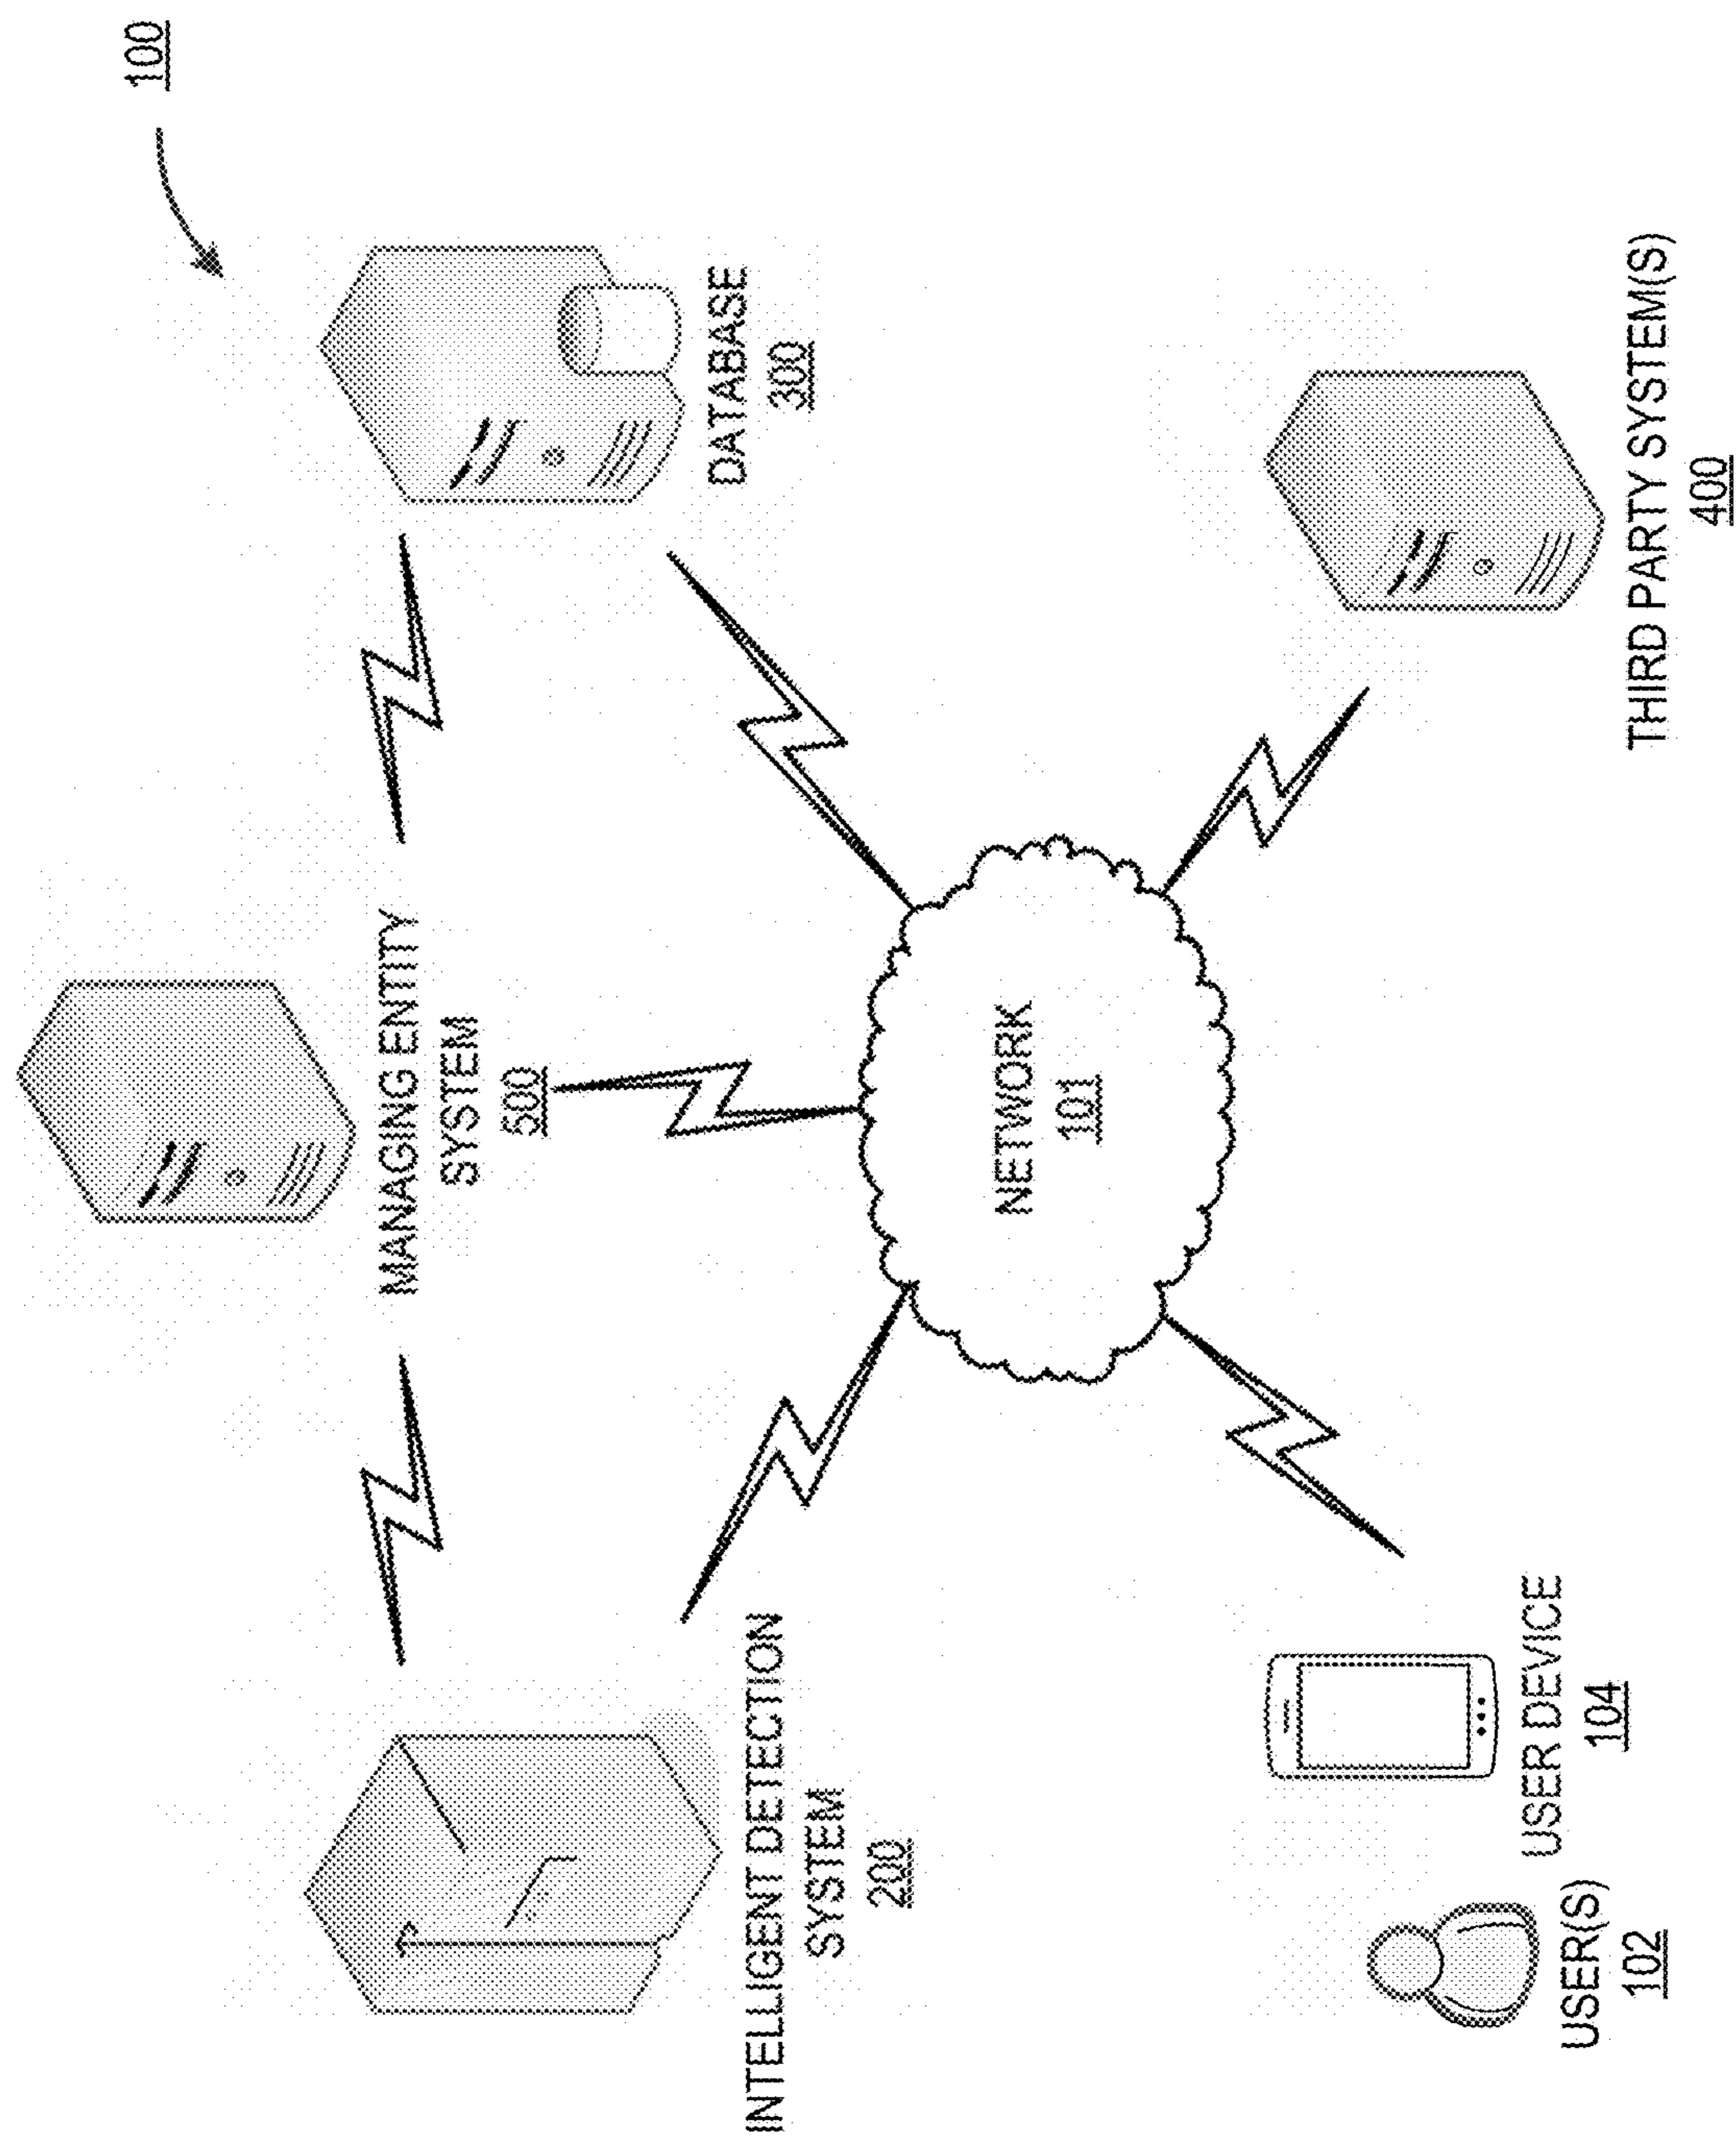 100
MANAGING ENTITY
SYSTEM
500
INTELLIGENT DETECTION
SYSTEM
200
DATABASE
300
NETWORK
101
USER(S)
102
USER DEVICE
104
THIRD PARTY SYSTEM(S)
400